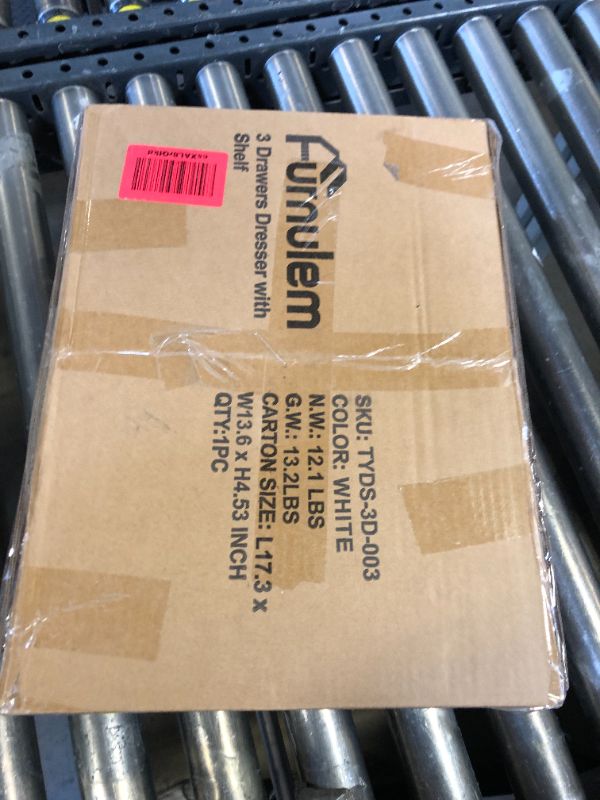 Furnulem
3 Drawers Dresser with
Shelf
SKU: TYDS-3D-003
COLOR: WHITE
N.W.: 12.1 LBS
G.W.: 13.2LBS
CARTON SIZE: L17.3 x
W13.6 x H4.53 INCH
QTY:1PC